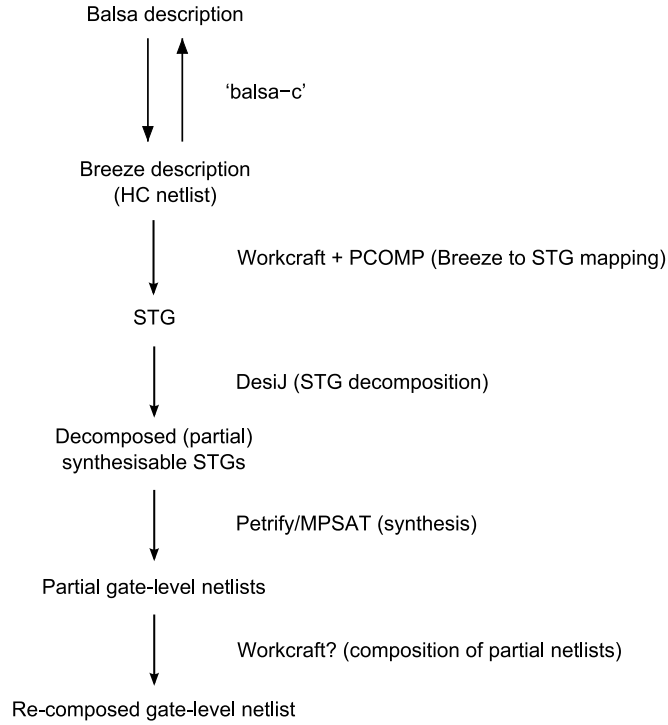 Balsa description
‘balsa−c’
Breeze description
(HC netlist)
Workcraft + PCOMP (Breeze to STG mapping)
STG
DesiJ (STG decomposition)
Decomposed (partial)
synthesisable STGs
Petrify/MPSAT (synthesis)
Partial gate-level netlists
Workcraft? (composition of partial netlists)
Re-composed gate-level netlist